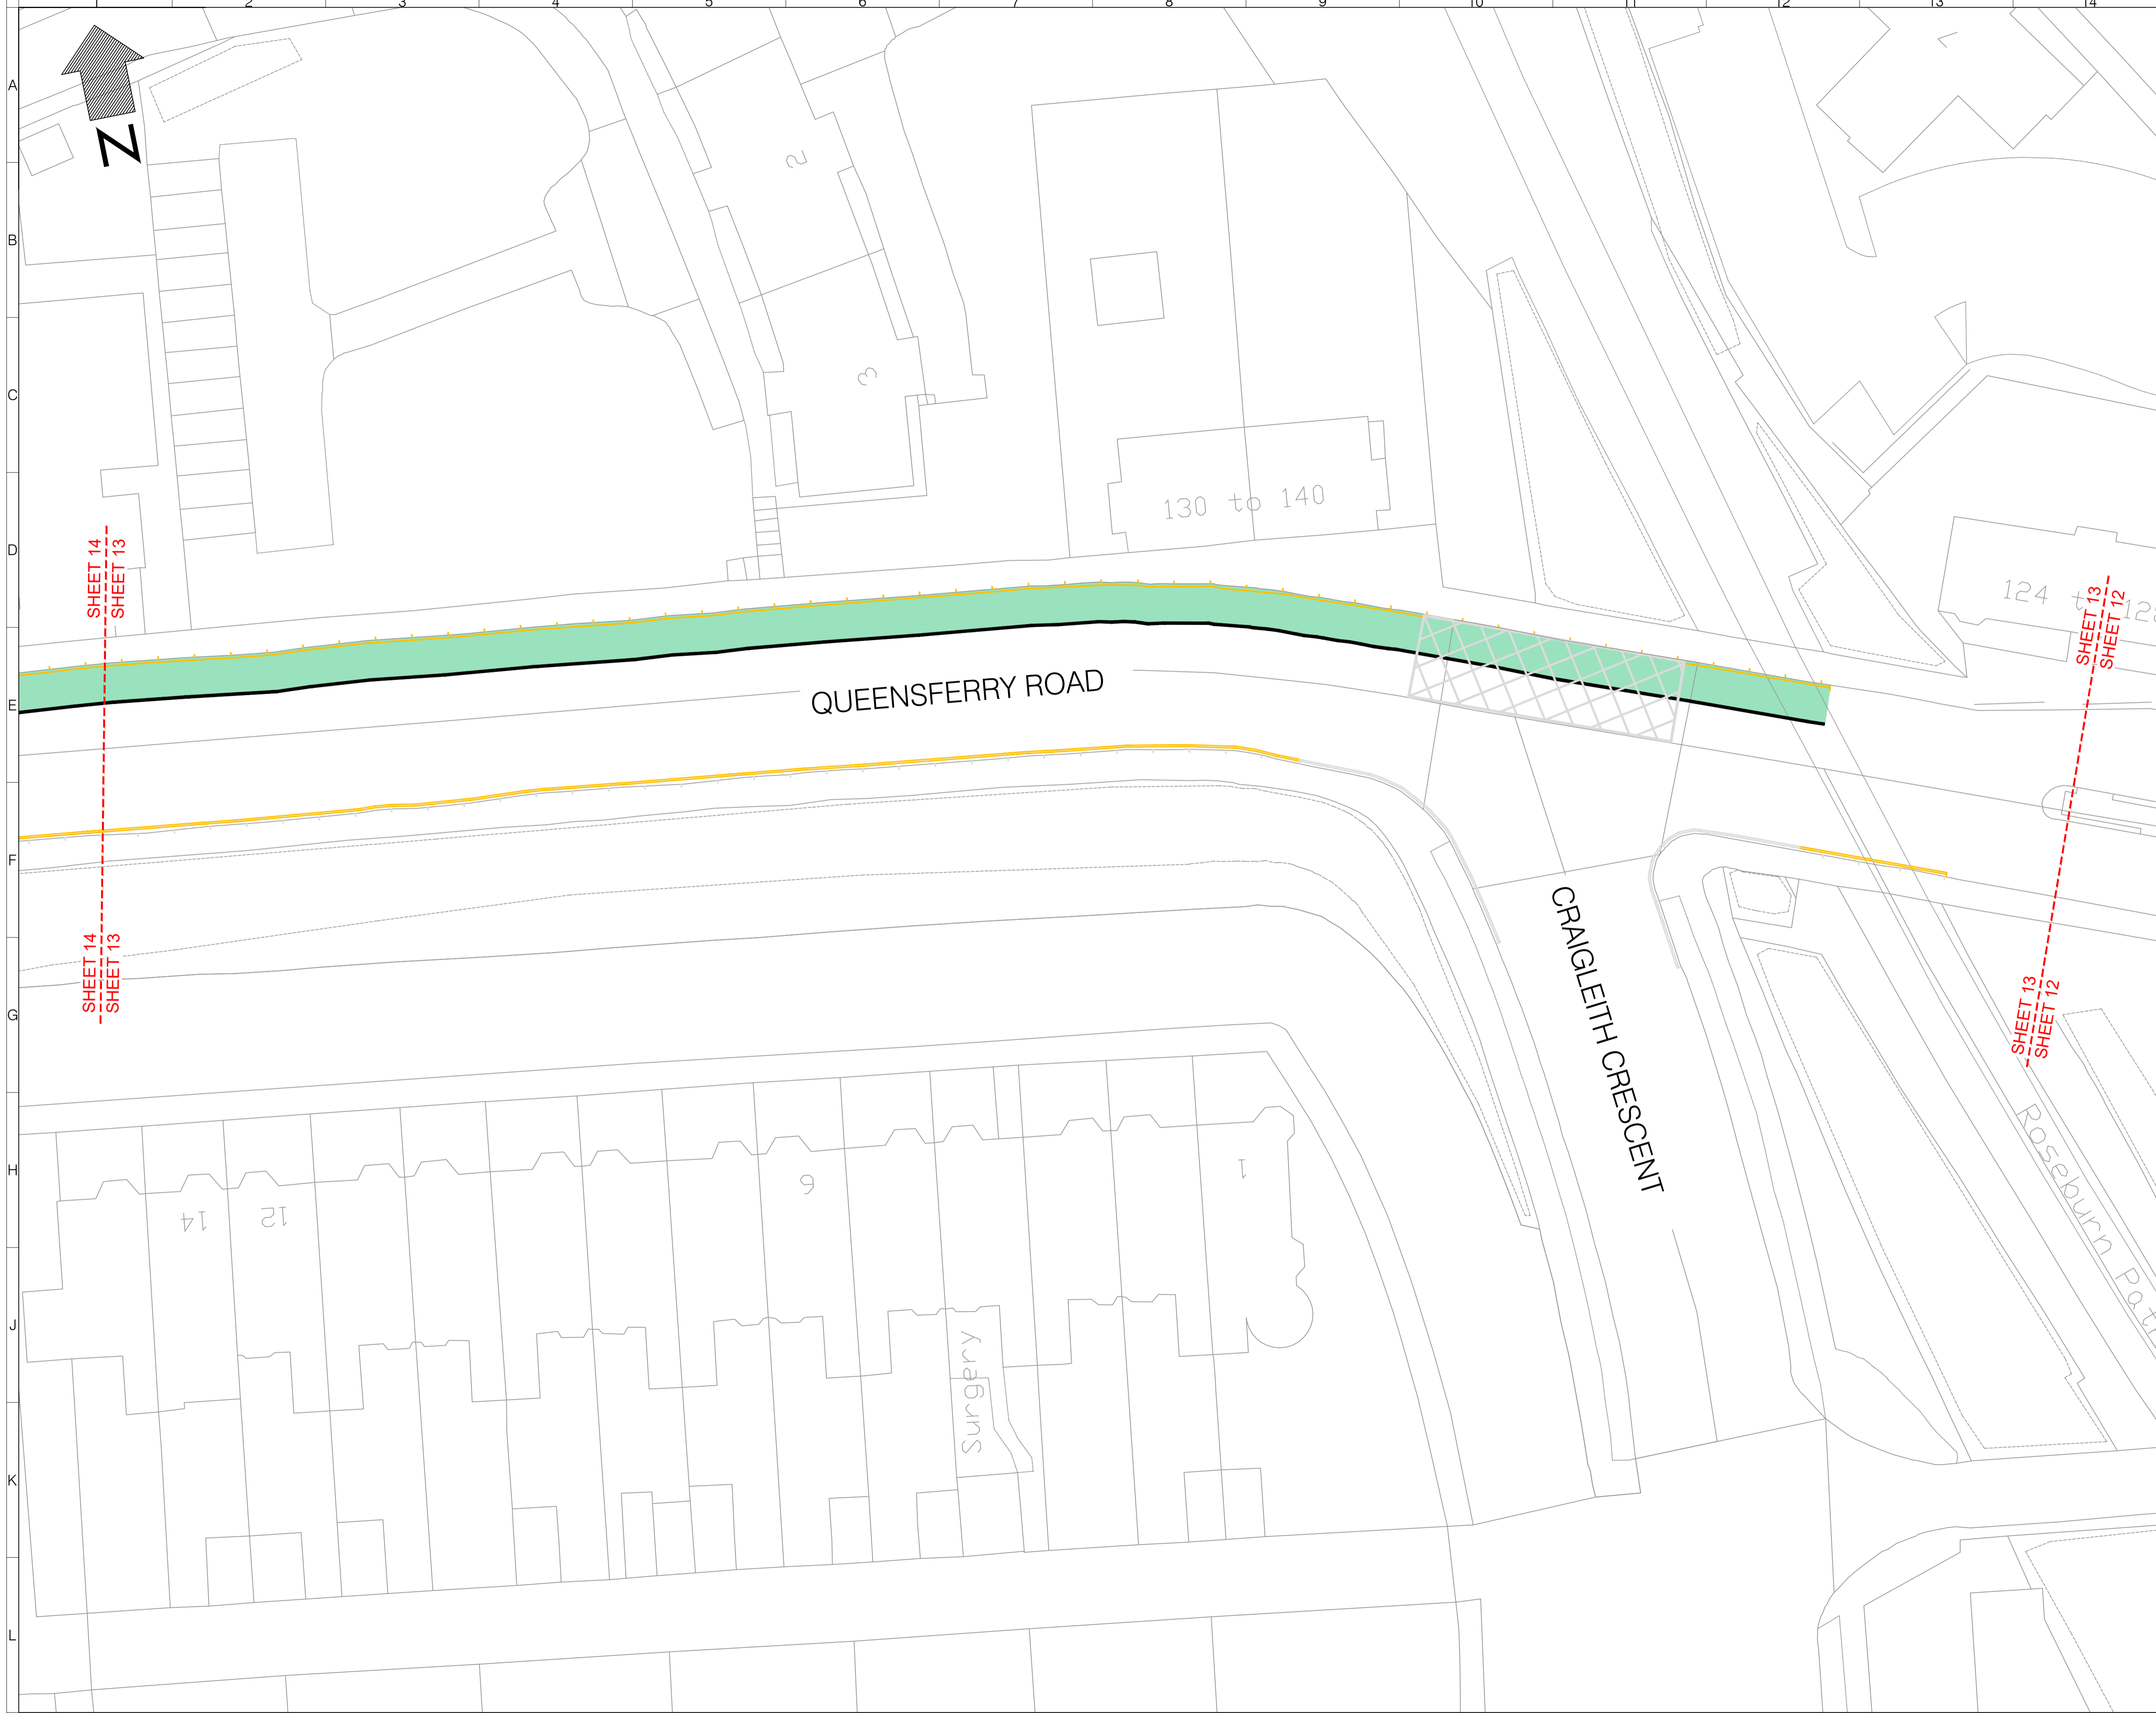 2 3 4 5 6 7 8 9 10 11 12 13 14
A
B
C
D
E
F
G
H
J
K
L
N
2
3
1
130 to 140
SHEET 14
SHEET 13
124
SHEET 13
SHEET 12
QUEENSFERRY ROAD
CRAIGLEITH CRESCENT
SHEET 14
SHEET 13
SHEET 13
SHEET 12
14
12
6
1
Surgery
Roseburn